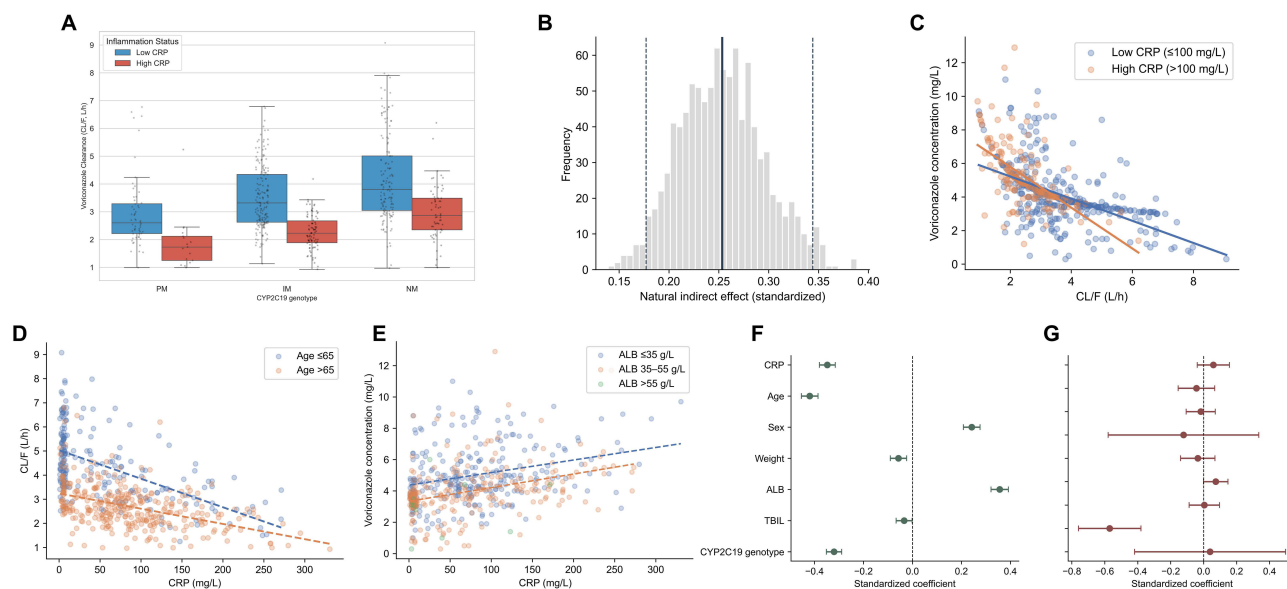 A
Inflammation Status
Low CRP
High CRP
Voriconazole Clearance (CL/F, L/h)
9
8
7
6
5
4
3
2
1
PM
IM
NM
CYP2C19 genotype
B
Frequency
60
50
40
30
20
10
0
0.15
0.20
0.25
0.30
0.35
0.40
Natural indirect effect (standardized)
C
Low CRP (≤100 mg/L)
High CRP (>100 mg/L)
Voriconazole concentration (mg/L)
12
10
8
6
4
2
0
2
4
6
8
CL/F (L/h)
D
Age ≤65
Age >65
CL/F (L/h)
9
8
7
6
5
4
3
2
1
0
50
100
150
200
250
300
CRP (mg/L)
E
ALB ≤35 g/L
ALB 35–55 g/L
ALB >55 g/L
Voriconazole concentration (mg/L)
12
10
8
6
4
2
0
0
50
100
150
200
250
300
CRP (mg/L)
F
CRP
Age
Sex
Weight
ALB
TBIL
CYP2C19 genotype
−0.4
−0.2
0.0
0.2
0.4
Standardized coefficient
G
−0.8
−0.6
−0.4
−0.2
0.0
0.2
0.4
Standardized coefficient